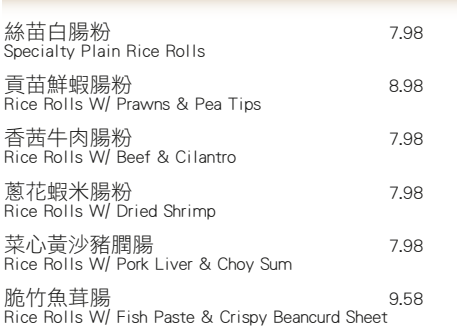 絲苗白腸粉 7.98
Specialty Plain Rice Rolls
貢苗鮮蝦腸粉 8.98
Rice Rolls W/ Prawns & Pea Tips
香茜牛肉腸粉 7.98
Rice Rolls W/ Beef & Cilantro
蔥花蝦米腸粉 7.98
Rice Rolls W/ Dried Shrimp
菜心黃沙豬膶腸 7.98
Rice Rolls W/ Pork Liver & Choy Sum
脆竹魚茸腸 9.58
Rice Rolls W/ Fish Paste & Crispy Beancurd Sheet